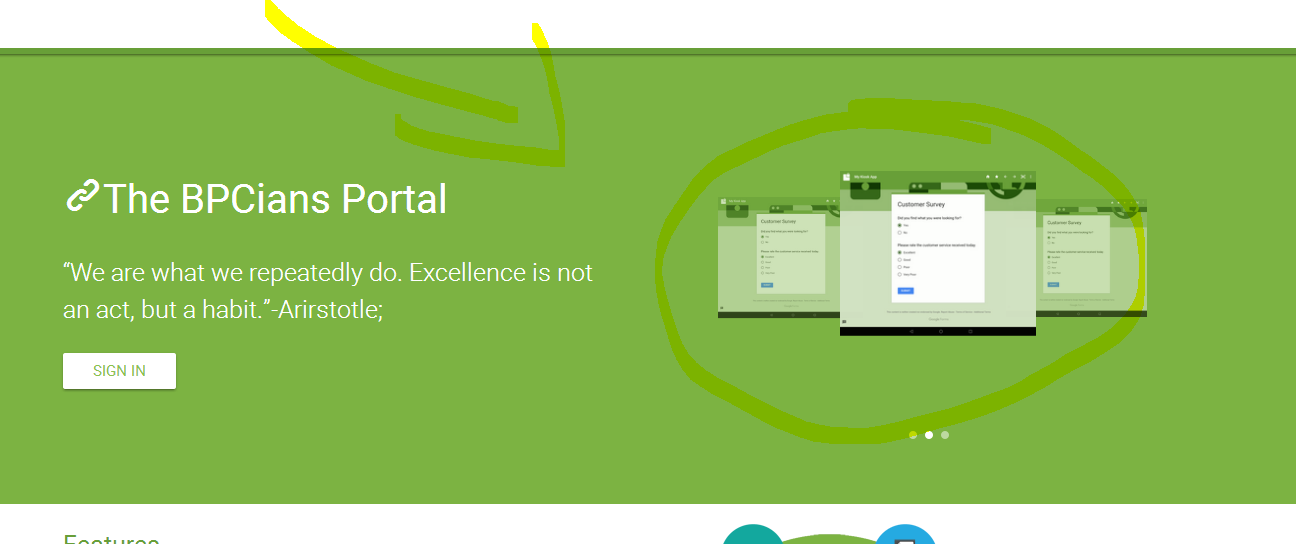 The BPCians Portal
“We are what we repeatedly do. Excellence is not
an act, but a habit.”-Arirstotle;
SIGN IN
My Kiosk App
Customer Survey
Did you find what you were looking for?
Yes
No
Please rate the customer service received today.
Excellent
Good
Poor
Very Poor
SUBMIT
Customer Survey
Customer Survey
Features